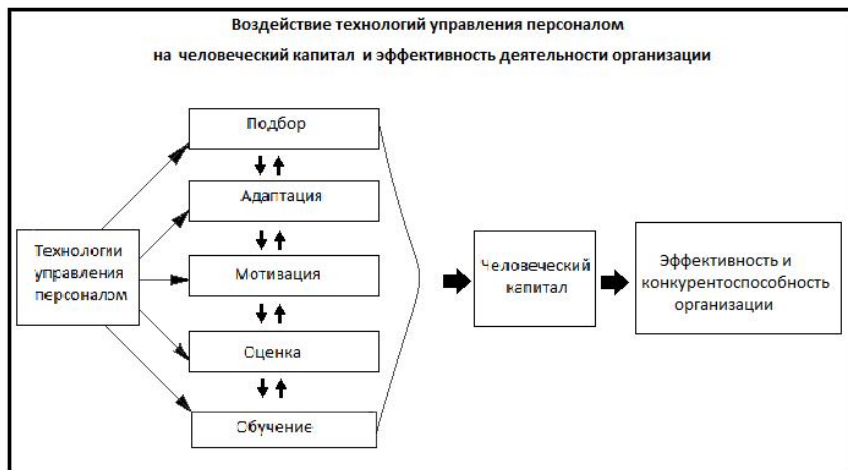 Воздействие технологий управления персоналом
на человеческий капитал и эффективность деятельности организации
Подбор
Адаптация
Технологии
управления
персоналом
Мотивация
Оценка
Обучение
Человеческий
капитал
Эффективность и
конкурентоспособность
организации